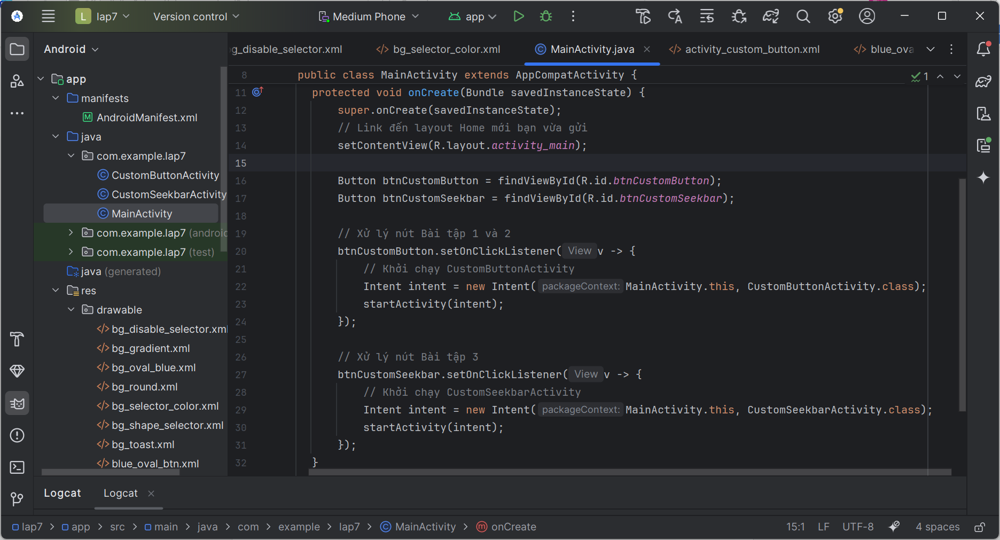 L lap7 Version control Medium Phone app
Android
app
manifests
AndroidManifest.xml
java
com.example.lap7
CustomButtonActivity
CustomSeekbarActivity
MainActivity
com.example.lap7 (androic
com.example.lap7 (test)
java (generated)
res
drawable
bg_disable_selector.xml
bg_gradient.xml
bg_oval_blue.xml
bg_round.xml
bg_selector_color.xml
bg_shape_selector.xml
bg_toast.xml
blue_oval_btn.xml
g_disable_selector.xml bg_selector_color.xml MainActivity.java activity_custom_button.xml blue_ova
8 public class MainActivity extends AppCompatActivity { 1
11 protected void onCreate(Bundle savedInstanceState) {
12 super.onCreate(savedInstanceState);
13 // Link đến layout Home mới bạn vừa gửi
14 setContentView(R.layout.activity_main);
15
16 Button btnCustomButton = findViewById(R.id.btnCustomButton);
17 Button btnCustomSeekbar = findViewById(R.id.btnCustomSeekbar);
18
19 // Xử lý nút Bài tập 1 và 2
20 btnCustomButton.setOnClickListener( View v -> {
21 // Khởi chạy CustomButtonActivity
22 Intent intent = new Intent( packageContext: MainActivity.this, CustomButtonActivity.class);
23 startActivity(intent);
24 });
25
26 // Xử lý nút Bài tập 3
27 btnCustomSeekbar.setOnClickListener( View v -> {
28 // Khởi chạy CustomSeekbarActivity
29 Intent intent = new Intent( packageContext: MainActivity.this, CustomSeekbarActivity.class);
30 startActivity(intent);
31 });
32 }
Logcat Logcat
lap7 > app > src > main > java > com > example > lap7 > MainActivity > onCreate 15:1 LF UTF-8 4 spaces